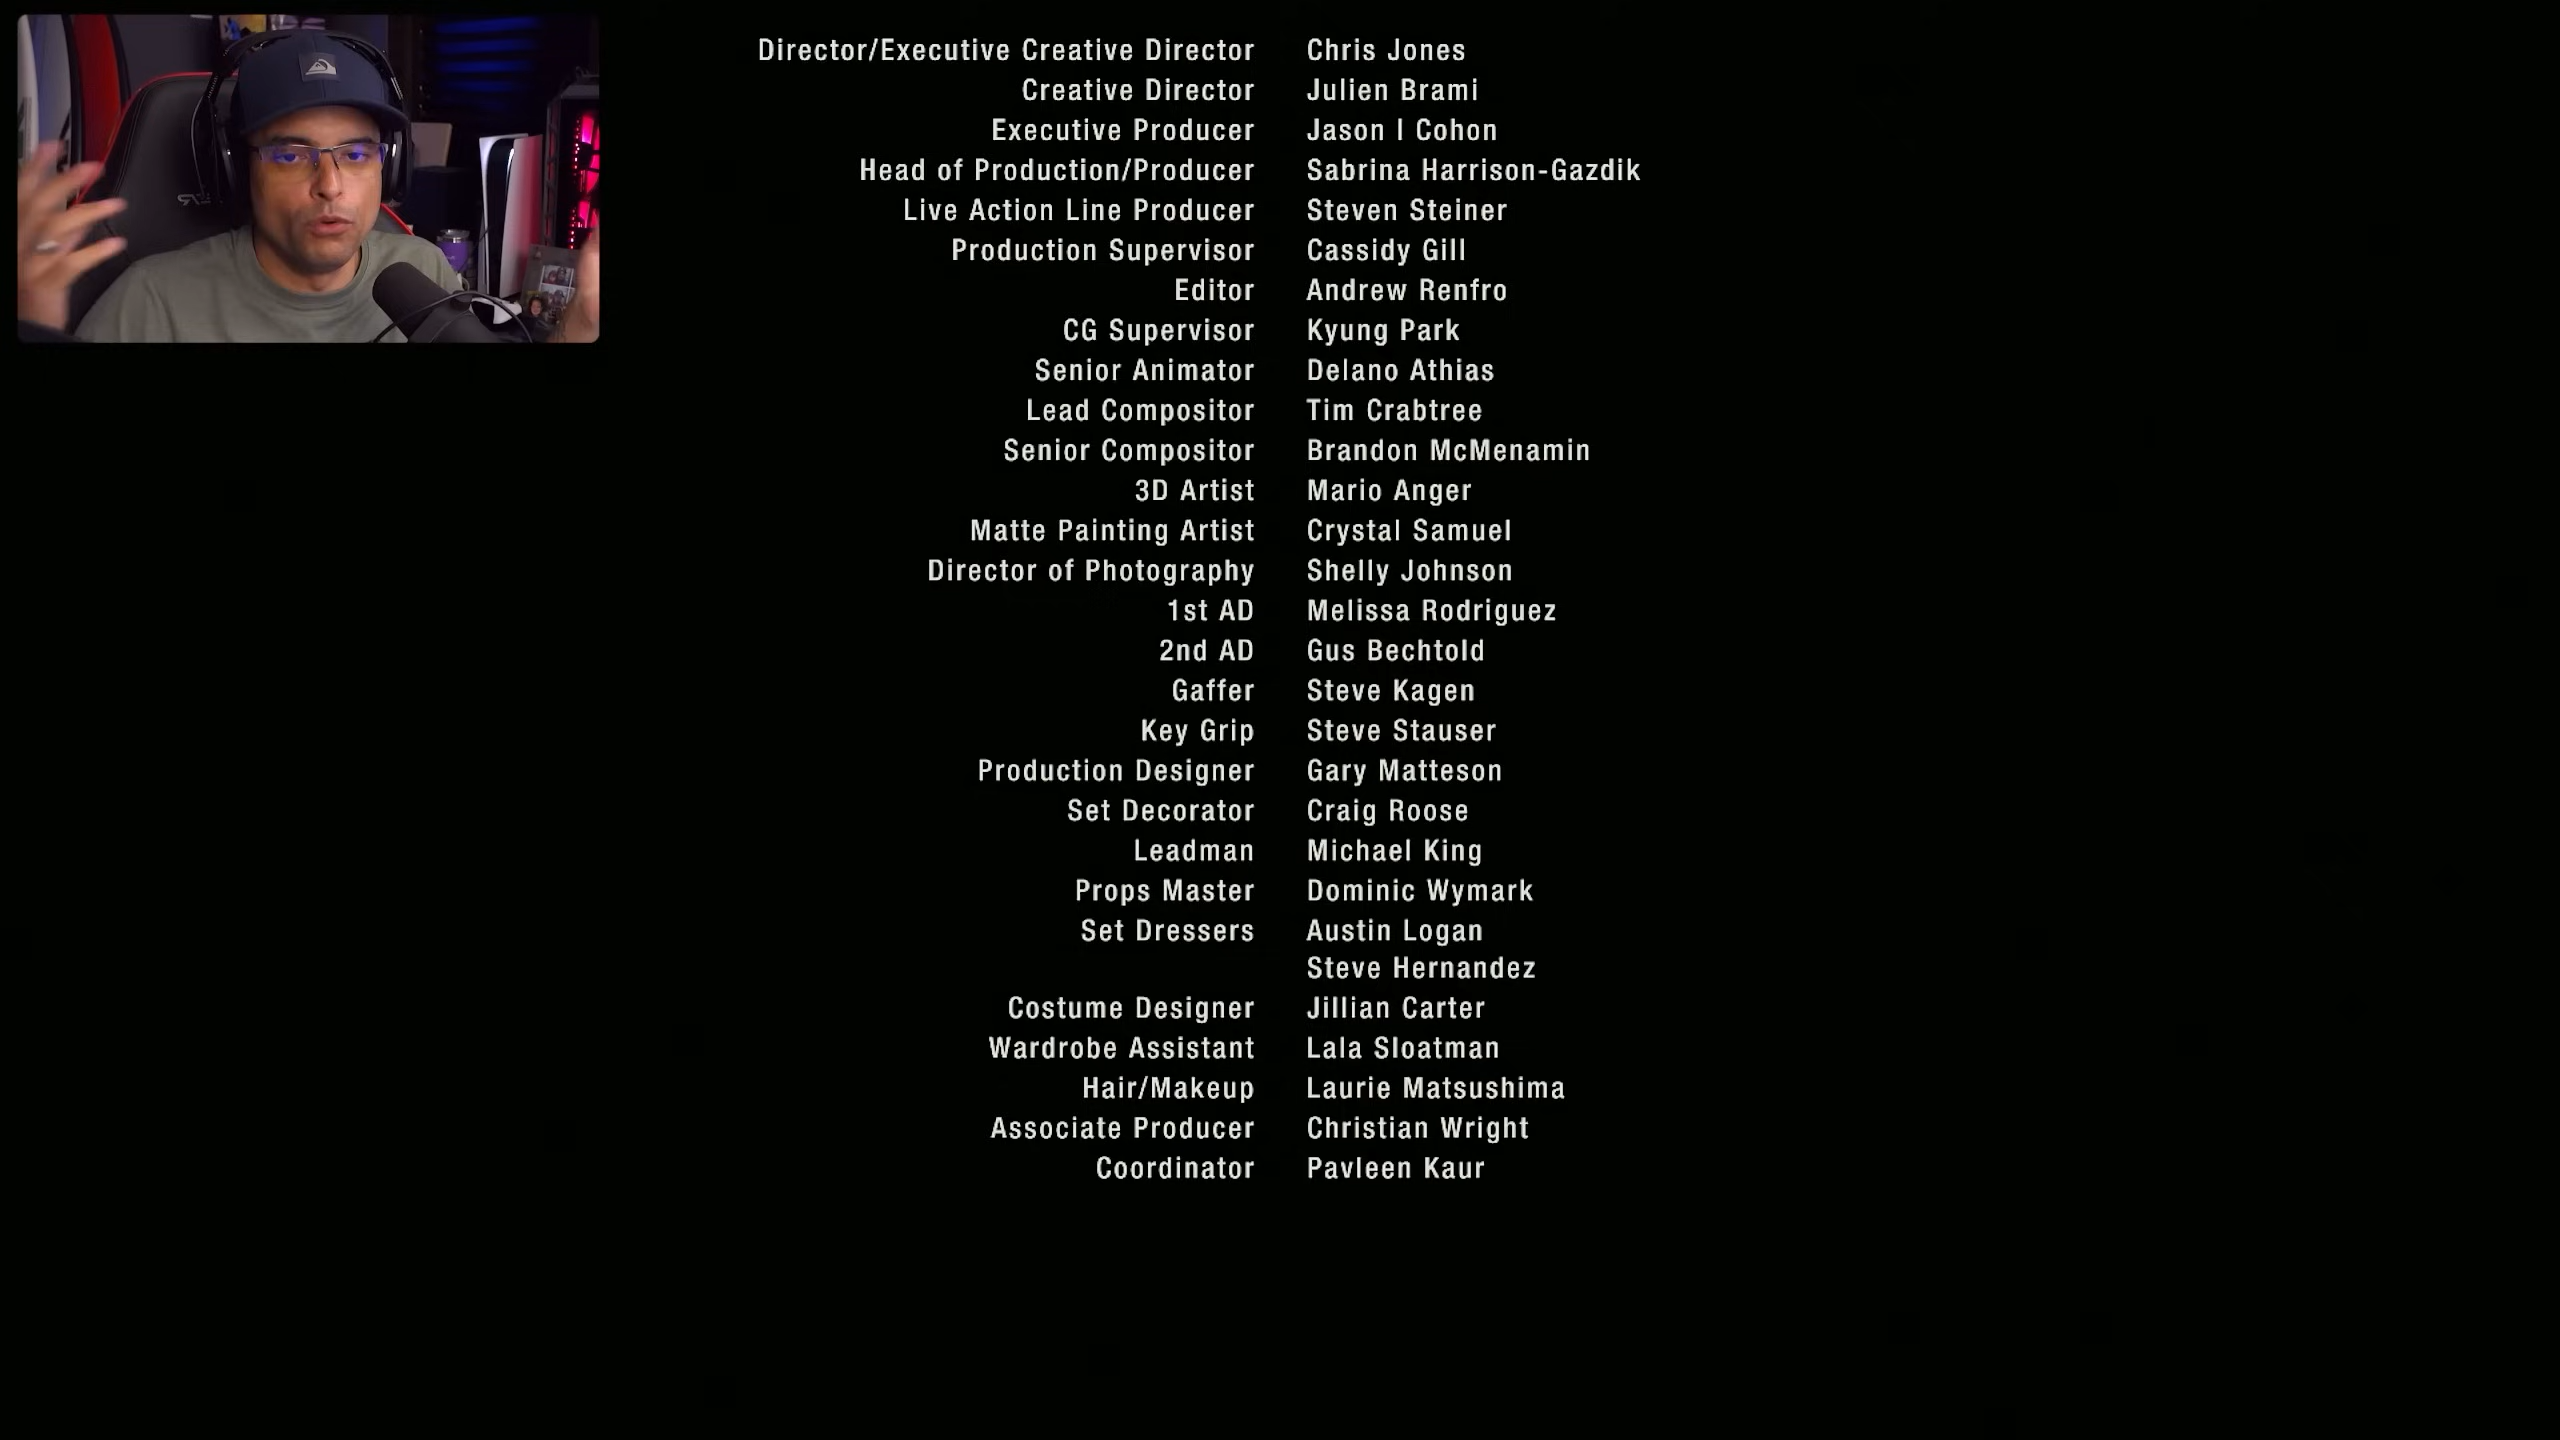 Director/Executive Creative Director Chris Jones
Creative Director Julien Brami
Executive Producer Jason I Cohon
Head of Production/Producer Sabrina Harrison-Gazdik
Live Action Line Producer Steven Steiner
Production Supervisor Cassidy Gill
Editor Andrew Renfro
CG Supervisor Kyung Park
Senior Animator Delano Athias
Lead Compositor Tim Crabtree
Senior Compositor Brandon McMenamin
3D Artist Mario Anger
Matte Painting Artist Crystal Samuel
Director of Photography Shelly Johnson
1st AD Melissa Rodriguez
2nd AD Gus Bechtold
Gaffer Steve Kagen
Key Grip Steve Stauser
Production Designer Gary Matteson
Set Decorator Craig Roose
Leadman Michael King
Props Master Dominic Wymark
Set Dressers Austin Logan
Steve Hernandez
Costume Designer Jillian Carter
Wardrobe Assistant Lala Sloatman
Hair/Makeup Laurie Matsushima
Associate Producer Christian Wright
Coordinator Pavleen Kaur